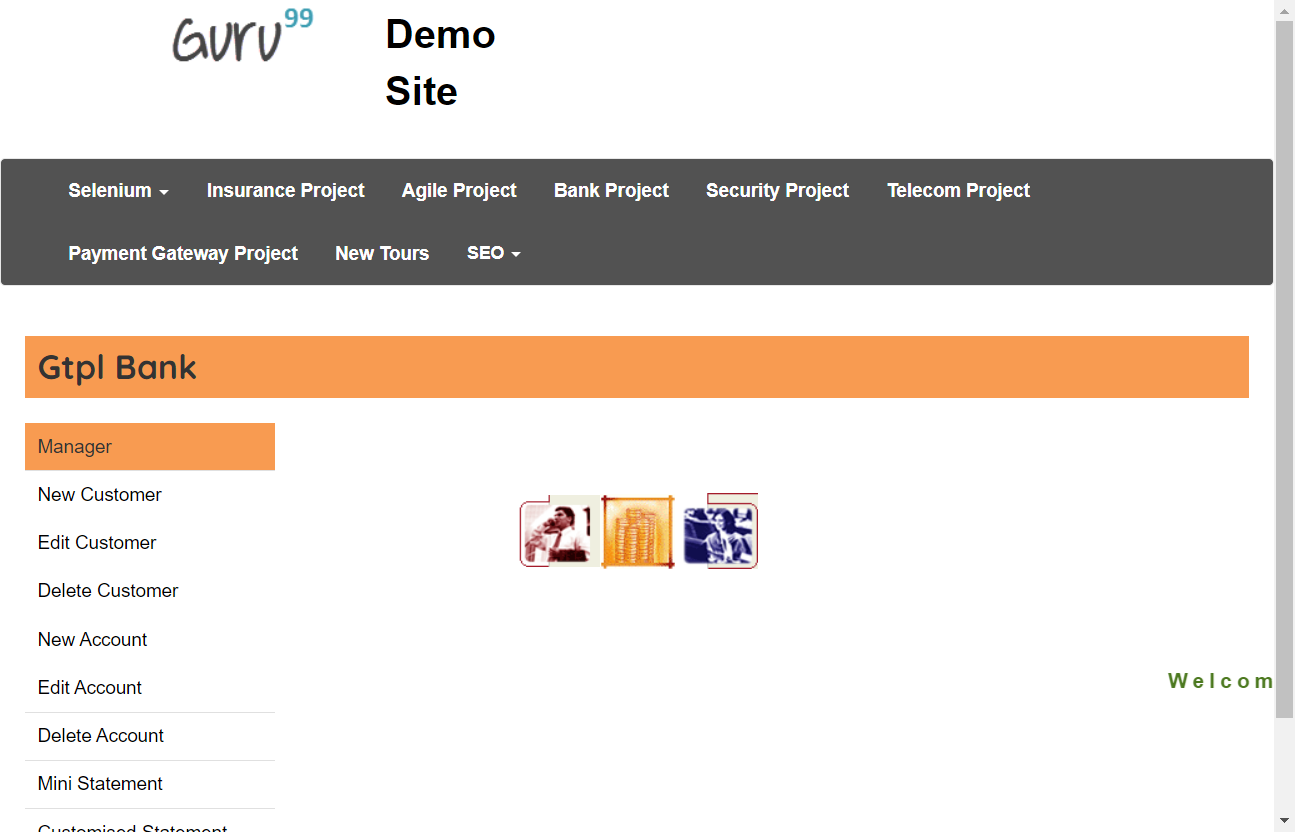 Guru99
Demo
Site
Selenium Insurance Project Agile Project Bank Project Security Project Telecom Project
Payment Gateway Project New Tours SEO
Gtpl Bank
Manager
New Customer
Edit Customer
Delete Customer
New Account
Edit Account
Welcom
Delete Account
Mini Statement
Customised Statement